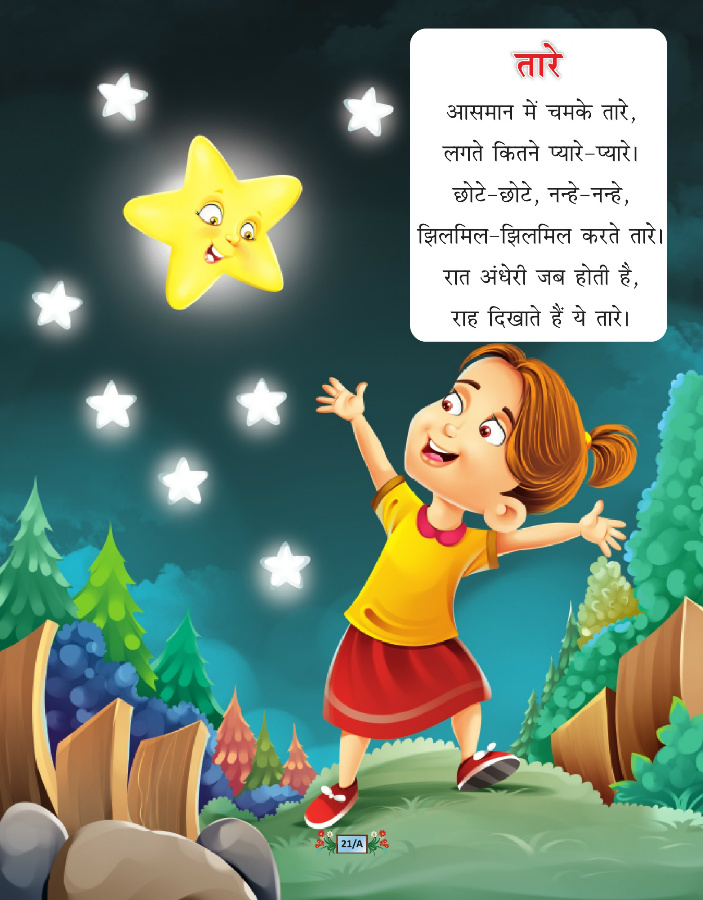 तारे
आसमान में चमके तारे,
लगते कितने प्यारे-प्यारे।
छोटे-छोटे, नन्हे-नन्हे,
झिलमिल-झिलमिल करते तारे।
रात अंधेरी जब होती है,
राह दिखाते हैं ये तारे।
21/A